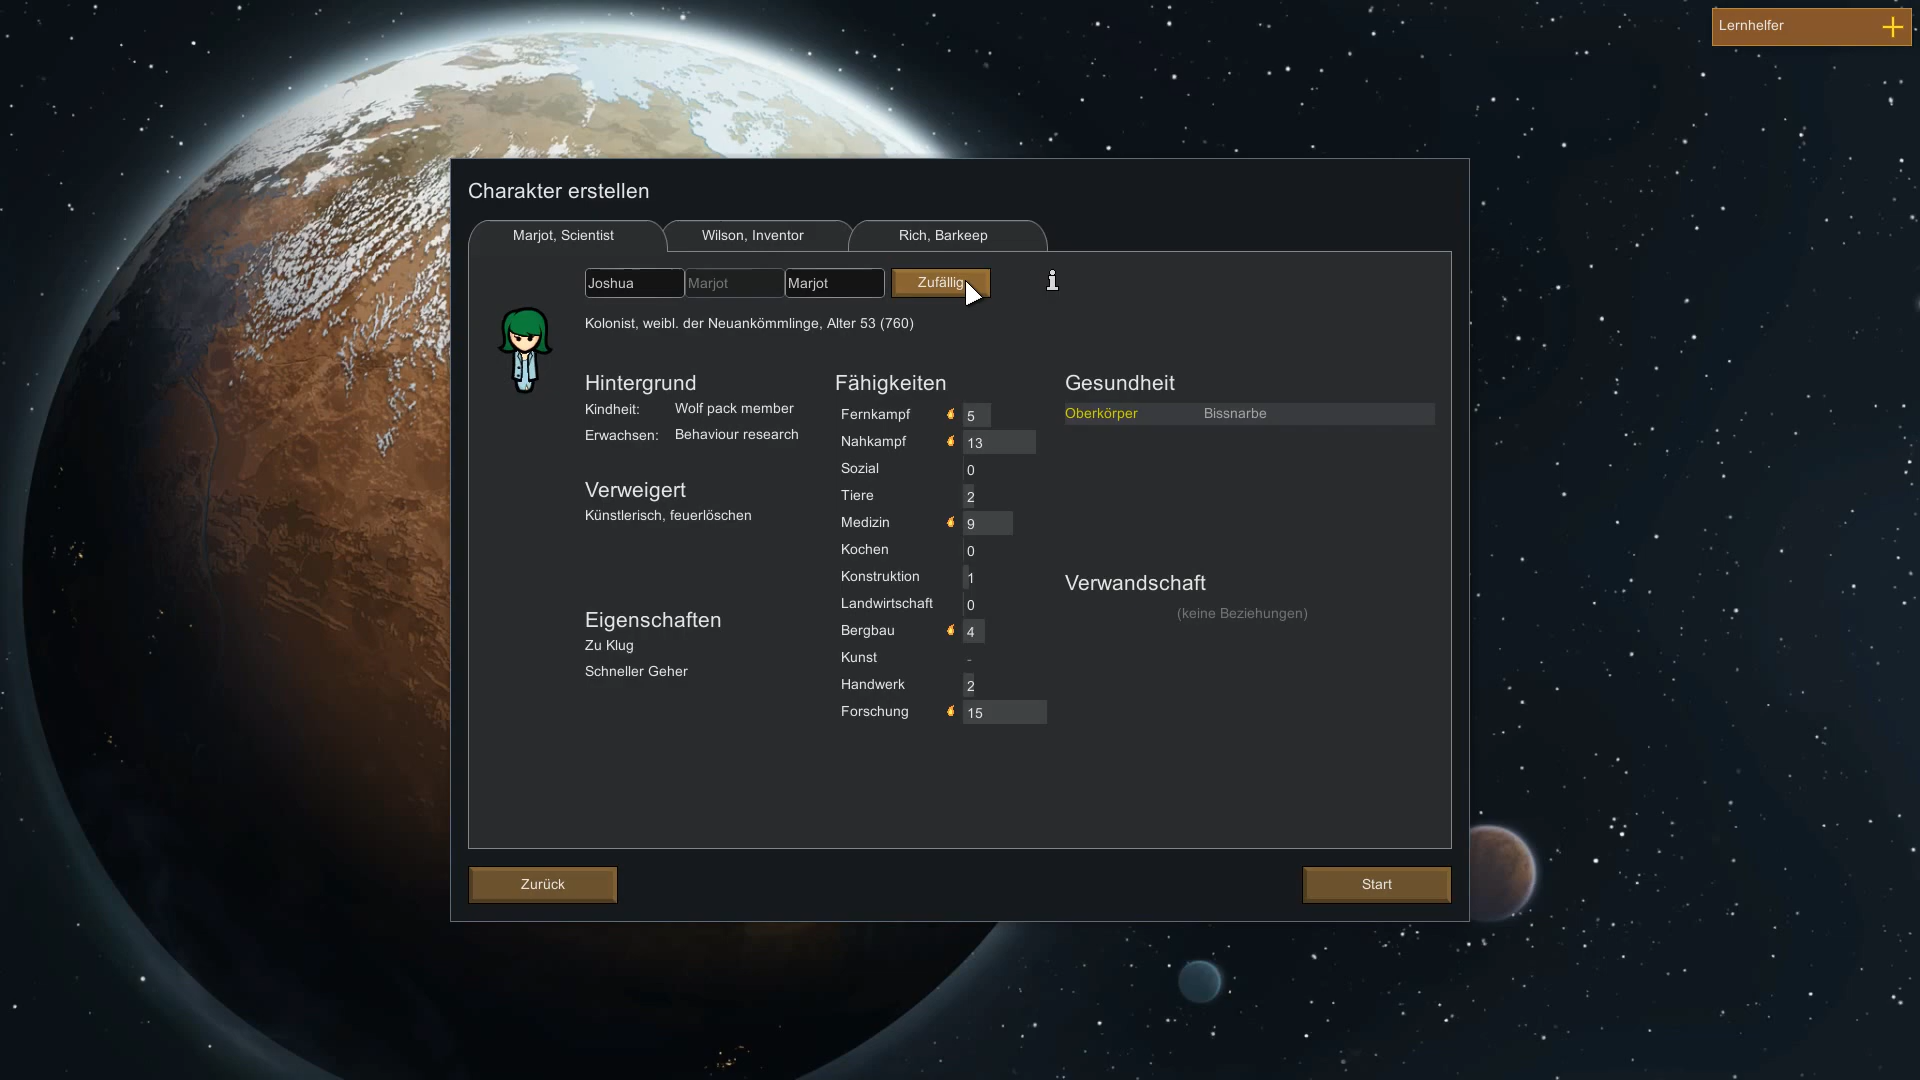 Lernhelfer
Charakter erstellen
Marjot, Scientist
Wilson, Inventor
Rich, Barkeep
Joshua
Marjot
Marjot
Zufällig
Kolonist, weibl. der Neuankömmlinge, Alter 53 (760)
Hintergrund
Kindheit: Wolf pack member
Erwachsen: Behaviour research
Verweigert
Künstlerisch, feuerlöschen
Eigenschaften
Zu Klug
Schneller Geher
Fähigkeiten
Fernkampf 5
Nahkampf 13
Sozial 0
Tiere 2
Medizin 9
Kochen 0
Konstruktion 1
Landwirtschaft 0
Bergbau 4
Kunst -
Handwerk 2
Forschung 15
Gesundheit
Oberkörper Bissnarbe
Verwandschaft
(keine Beziehungen)
Zurück
Start